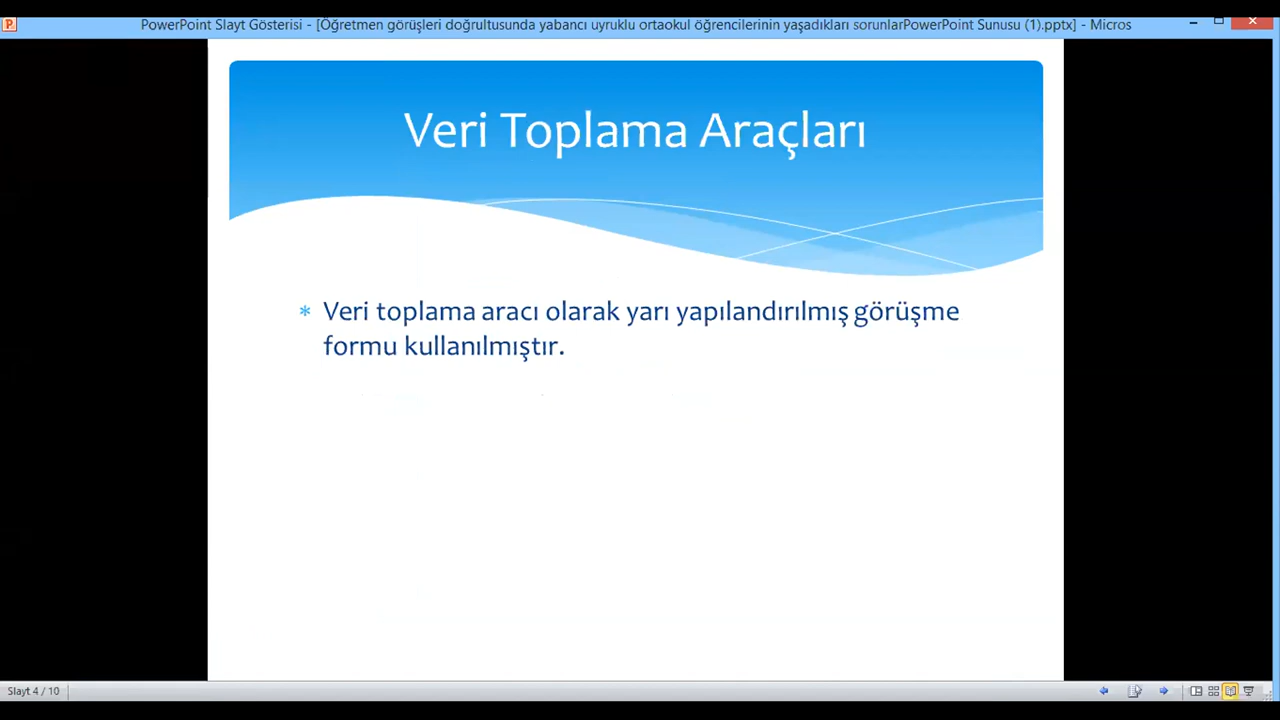 PowerPoint Slayt Gösterisi - [Öğretmen görüşleri doğrultusunda yabancı uyruklu ortaokul öğrencilerinin yaşadıkları sorunlarPowerPoint Sunusu (1).pptx] - Micros
Veri Toplama Araçları
* Veri toplama aracı olarak yarı yapılandırılmış görüşme
formu kullanılmıştır.
Slayt 4 / 10